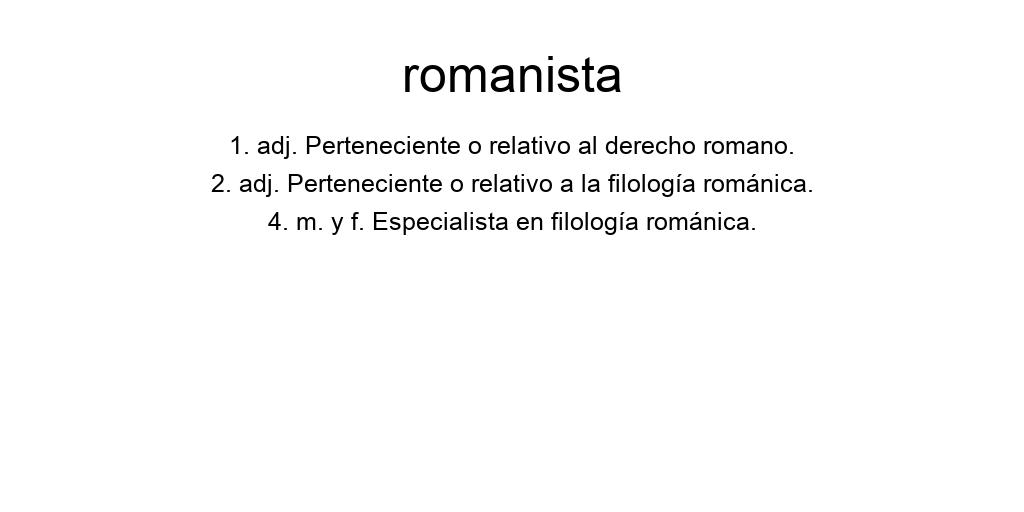 romanista
1. adj. Perteneciente o relativo al derecho romano.
2. adj. Perteneciente o relativo a la filología románica.
4. m. y f. Especialista en filología románica.